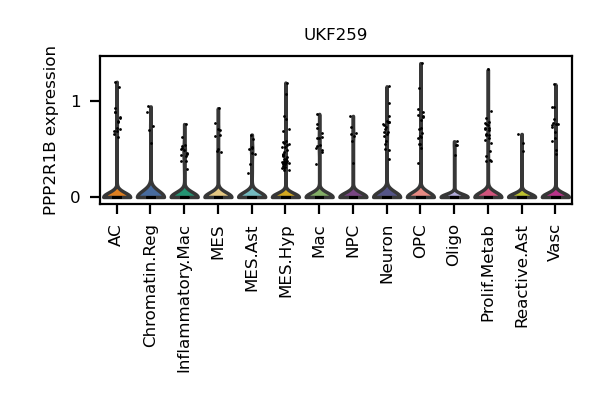 UKF259
PPP2R1B expression
1
0
AC
Chromatin.Reg
Inflammatory.Mac
MES
MES.Ast
MES.Hyp
Mac
NPC
Neuron
OPC
Oligo
Prolif.Metab
Reactive.Ast
Vasc